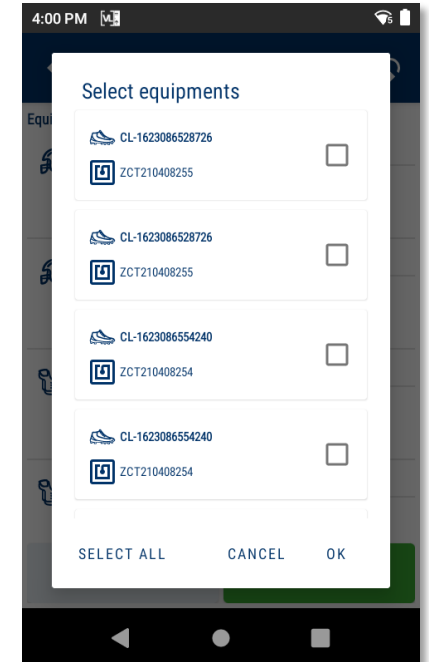 4:00 PM
Select equipments
Equi
CL-1623086528726
ZCT210408255
CL-1623086528726
ZCT210408255
CL-1623086554240
ZCT210408254
CL-1623086554240
ZCT210408254
SELECT ALL CANCEL OK